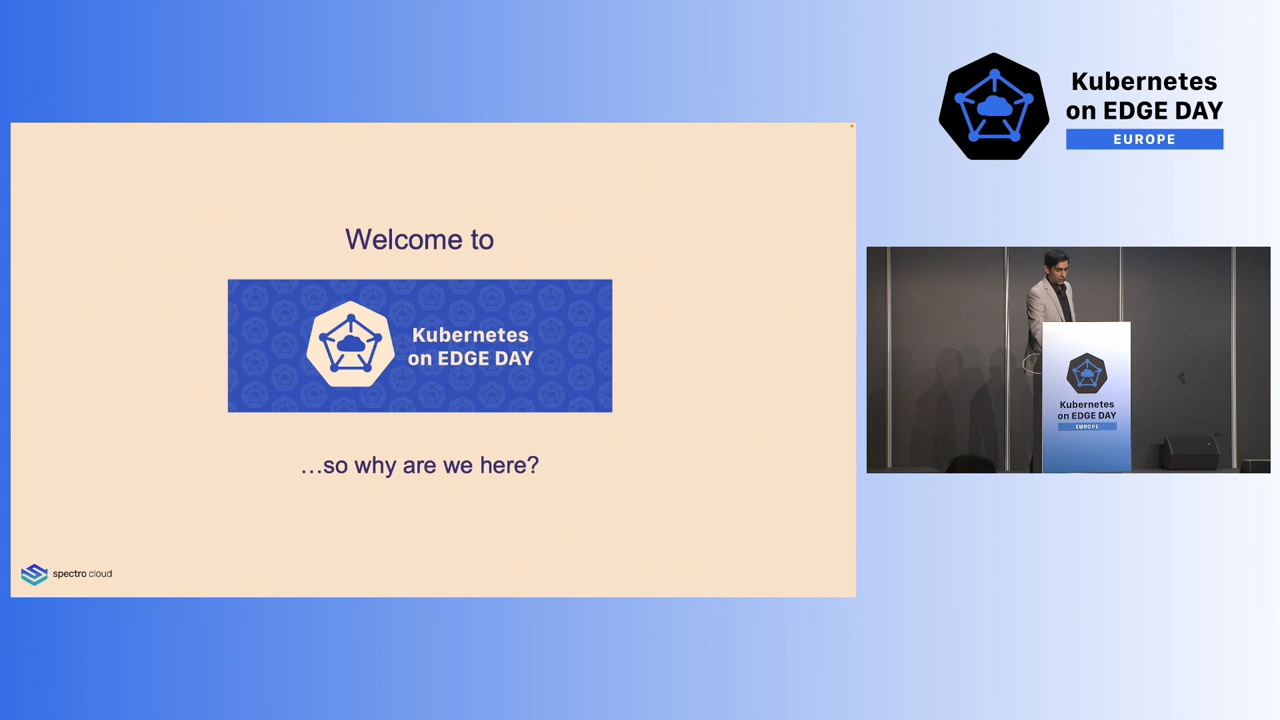 Welcome to
Kubernetes
on EDGE DAY
…so why are we here?
spectro cloud
Kubernetes
on EDGE DAY
EUROPE
Kubernetes
on EDGE DAY
EUROPE